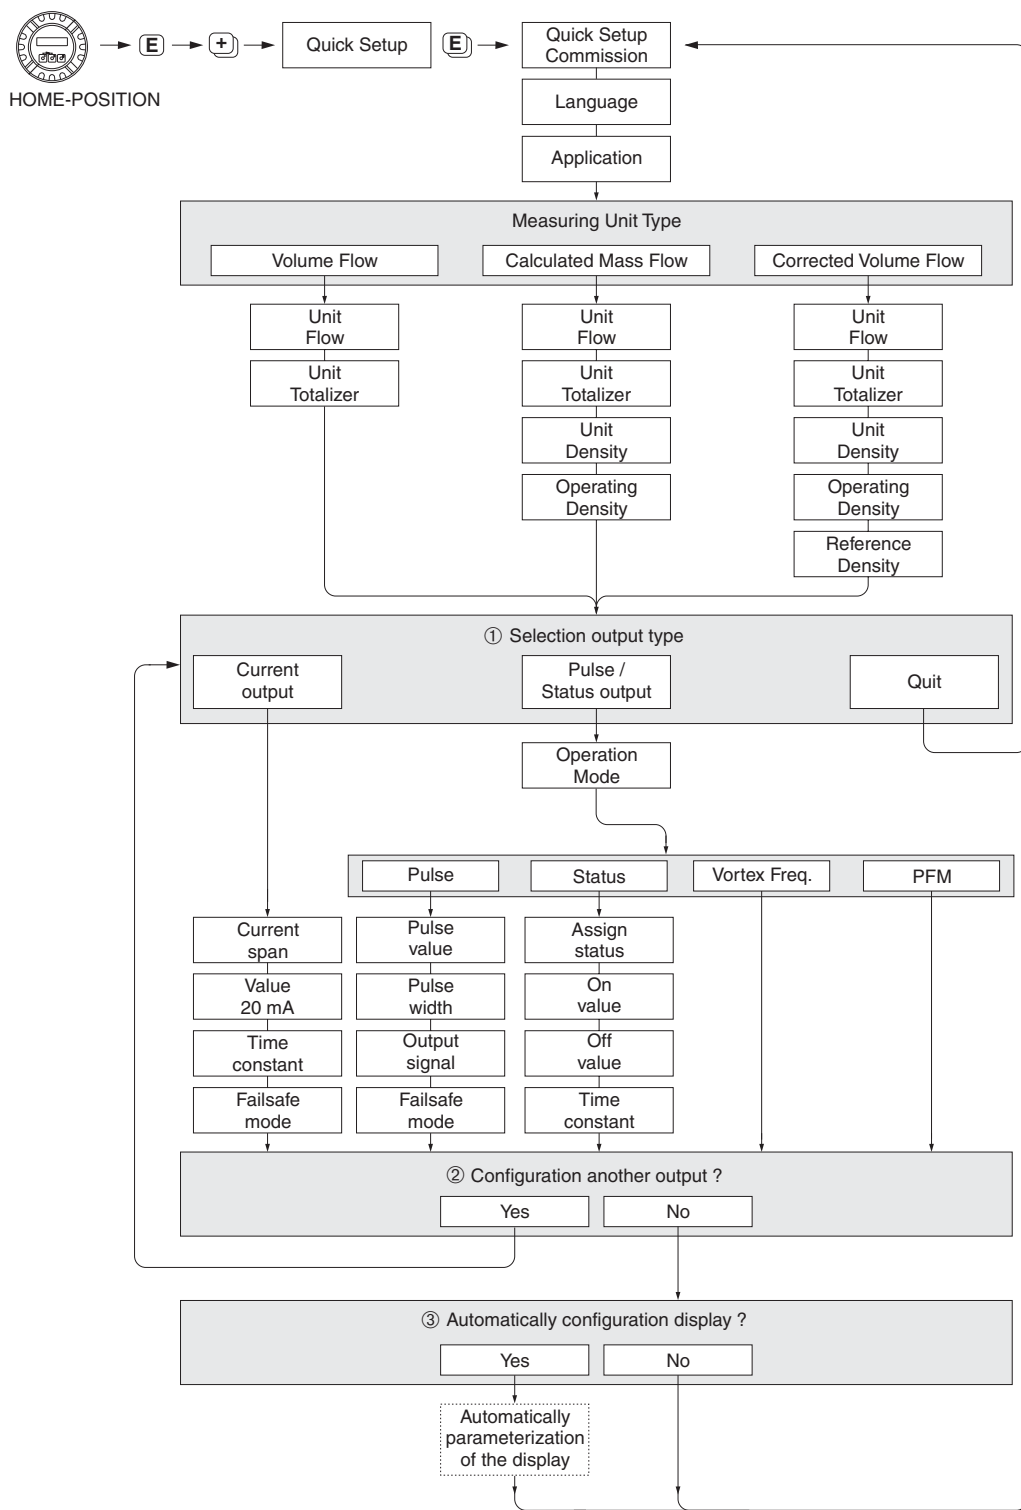 E
+
Quick Setup
E
Quick Setup
Commission
HOME-POSITION
Language
Application
Measuring Unit Type
Volume Flow
Calculated Mass Flow
Corrected Volume Flow
Unit
Flow
Unit
Totalizer
Unit
Flow
Unit
Totalizer
Unit
Density
Operating
Density
Unit
Flow
Unit
Totalizer
Unit
Density
Operating
Density
Reference
Density
① Selection output type
Current
output
Pulse /
Status output
Quit
Operation
Mode
Pulse
Status
Vortex Freq.
PFM
Current
span
Value
20 mA
Time
constant
Failsafe
mode
Pulse
value
Pulse
width
Output
signal
Failsafe
mode
Assign
status
On
value
Off
value
Time
constant
② Configuration another output ?
Yes
No
③ Automatically configuration display ?
Yes
No
Automatically
parameterization
of the display